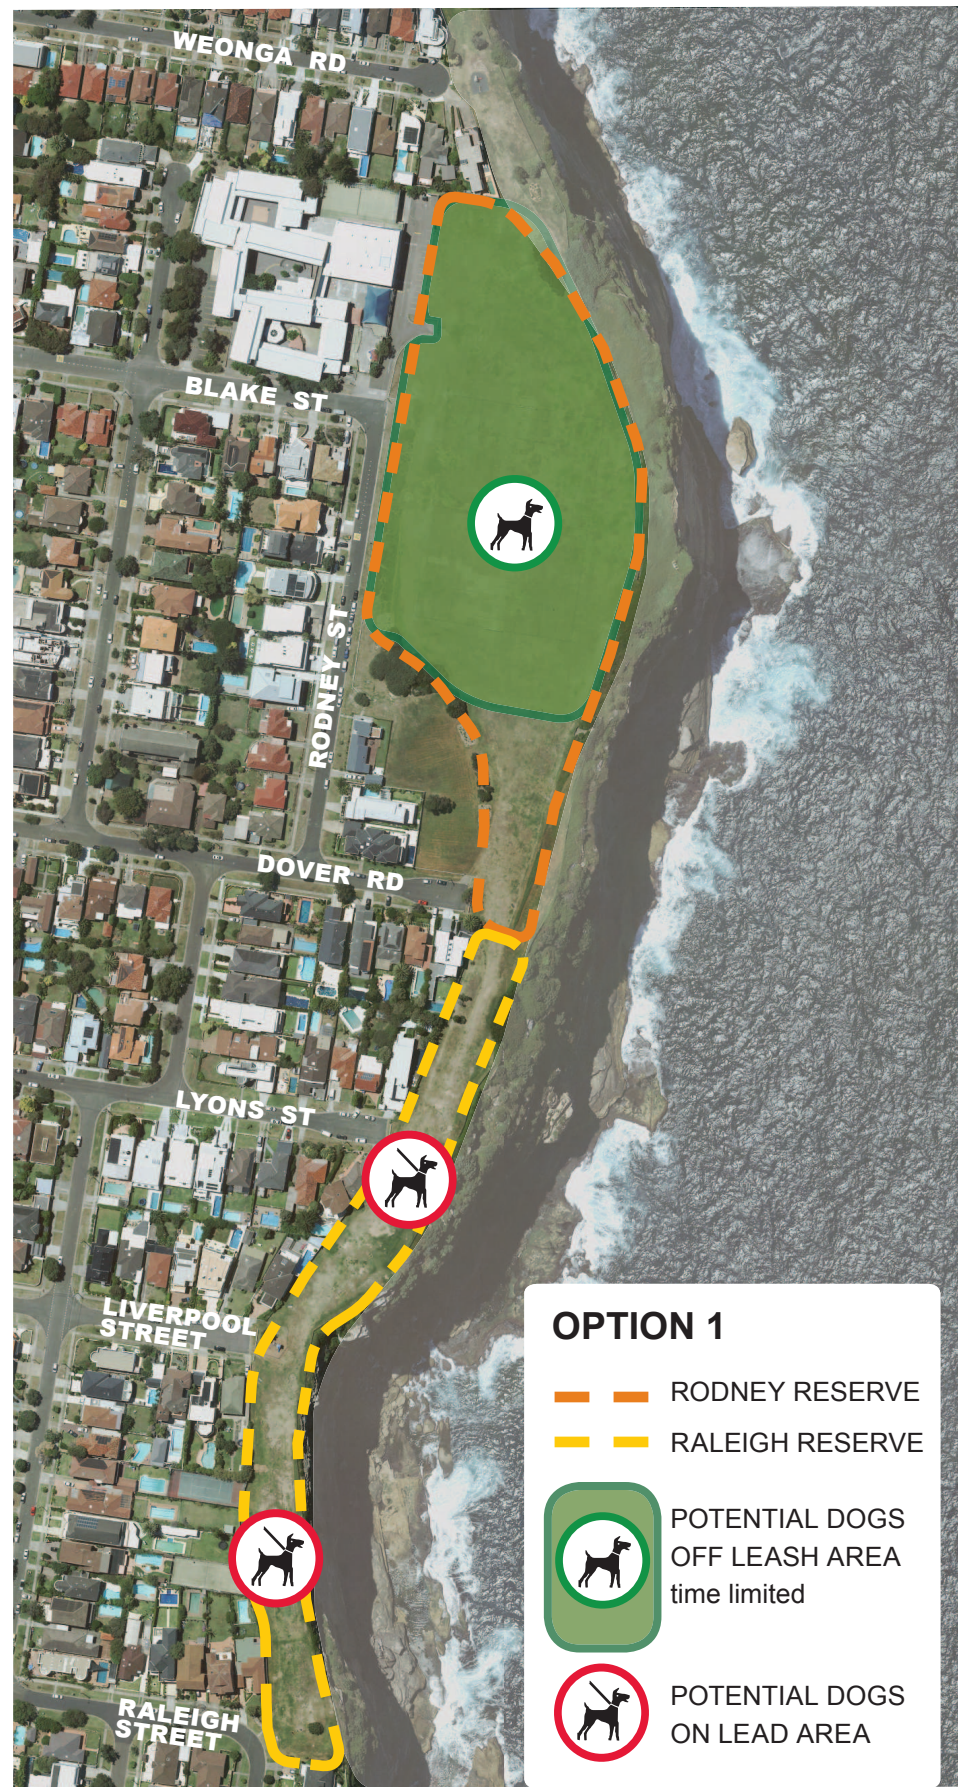 WEONGA RD
BLAKE ST
RODNEY ST
DOVER RD
LYONS ST
LIVERPOOL
STREET
RALEIGH
STREET
OPTION 1
RODNEY RESERVE
RALEIGH RESERVE
POTENTIAL DOGS
OFF LEASH AREA
time limited
POTENTIAL DOGS
ON LEAD AREA